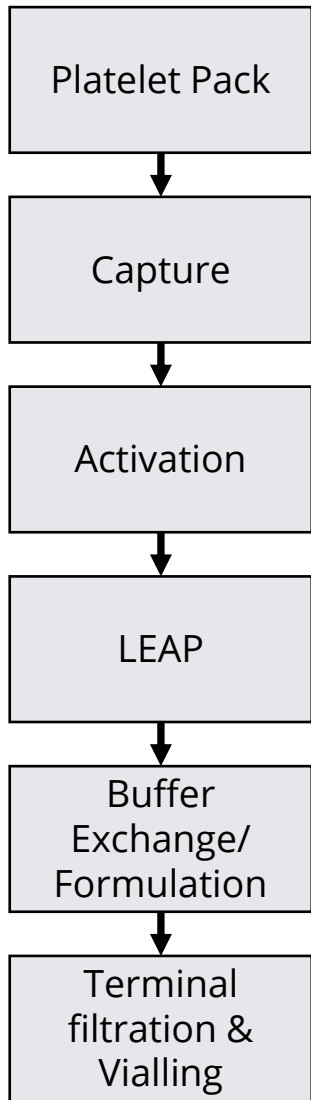 Platelet Pack
Capture
Activation
LEAP
Buffer
Exchange/
Formulation
Terminal
filtration &
Vialling